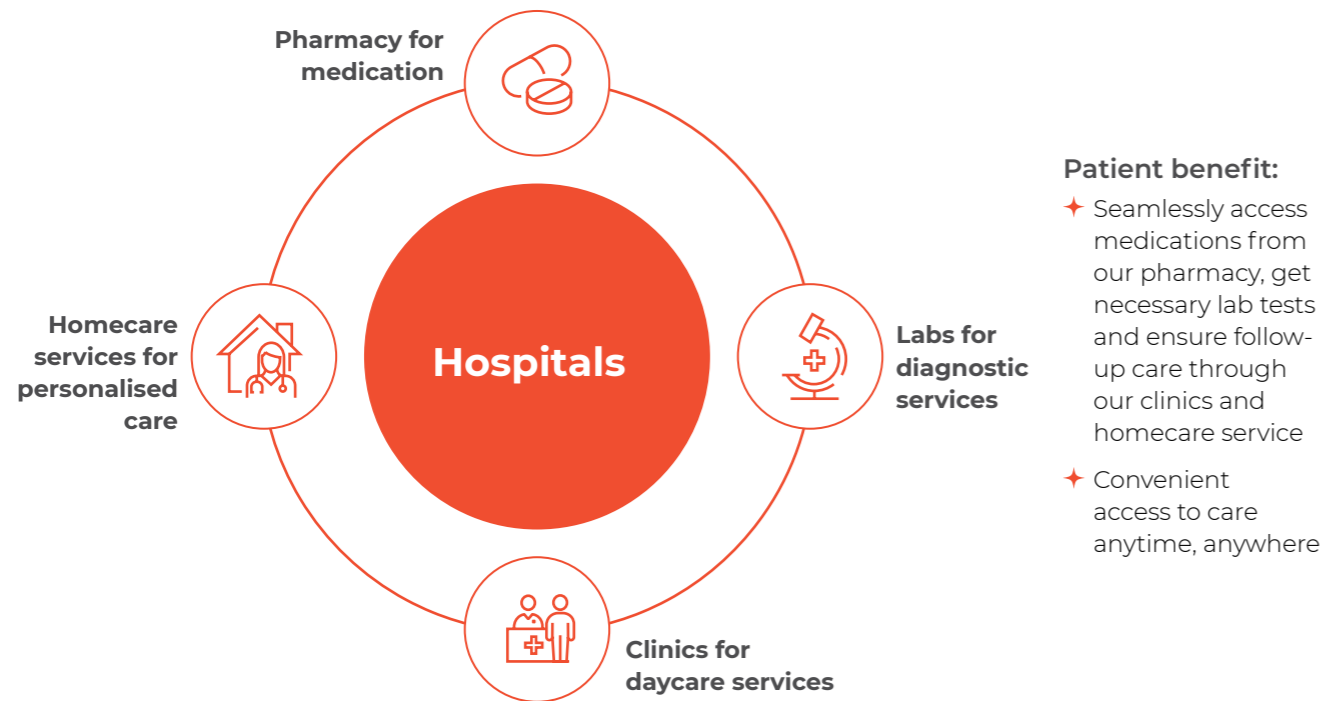 Pharmacy for
medication
Homecare
services for
personalised
care
Hospitals
Labs for
diagnostic
services
Clinics for
daycare services
Patient benefit:
Seamlessly access
medications from
our pharmacy, get
necessary lab tests
and ensure follow-
up care through
our clinics and
homecare service
Convenient
access to care
anytime, anywhere